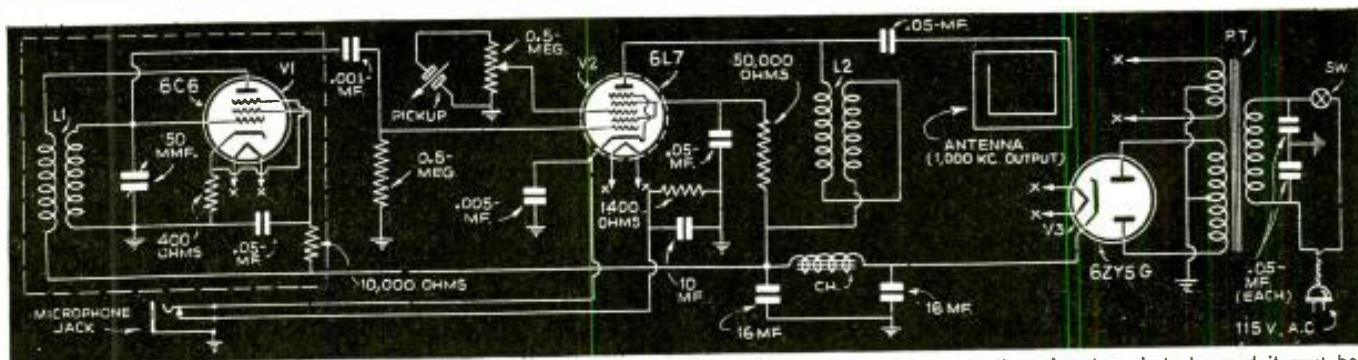 6C6
V1
L1
50
MMF.
400
OHMS
.05-
MF.
10,000 OHMS
MICROPHONE
JACK
.001-
MF.
PICKUP
0.5-
MEG.
0.5-
MEG.
V2
6L7
.005-
MF.
1400
OHMS
.05-
MF.
10
MF.
50,000
OHMS
L2
.05-MF.
CH.
16 MF.
16 MF.
ANTENNA
(1,000 KC. OUTPUT)
X
X
X
X
V3
6ZY5G
P.T.
SW.
.05-
MF.
(EACH)
115 V. A.C.